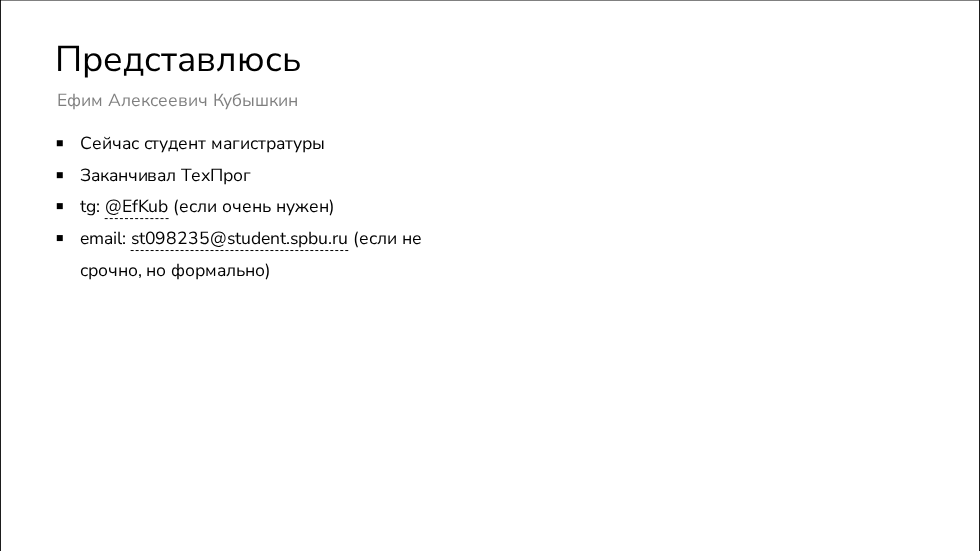 Представлюсь
Ефим Алексеевич Кубышкин
▪ Сейчас студент магистратуры
▪ Заканчивал ТехПрог
▪ tg: @EfKub (если очень нужен)
▪ email: st098235@student.spbu.ru (если не
срочно, но формально)